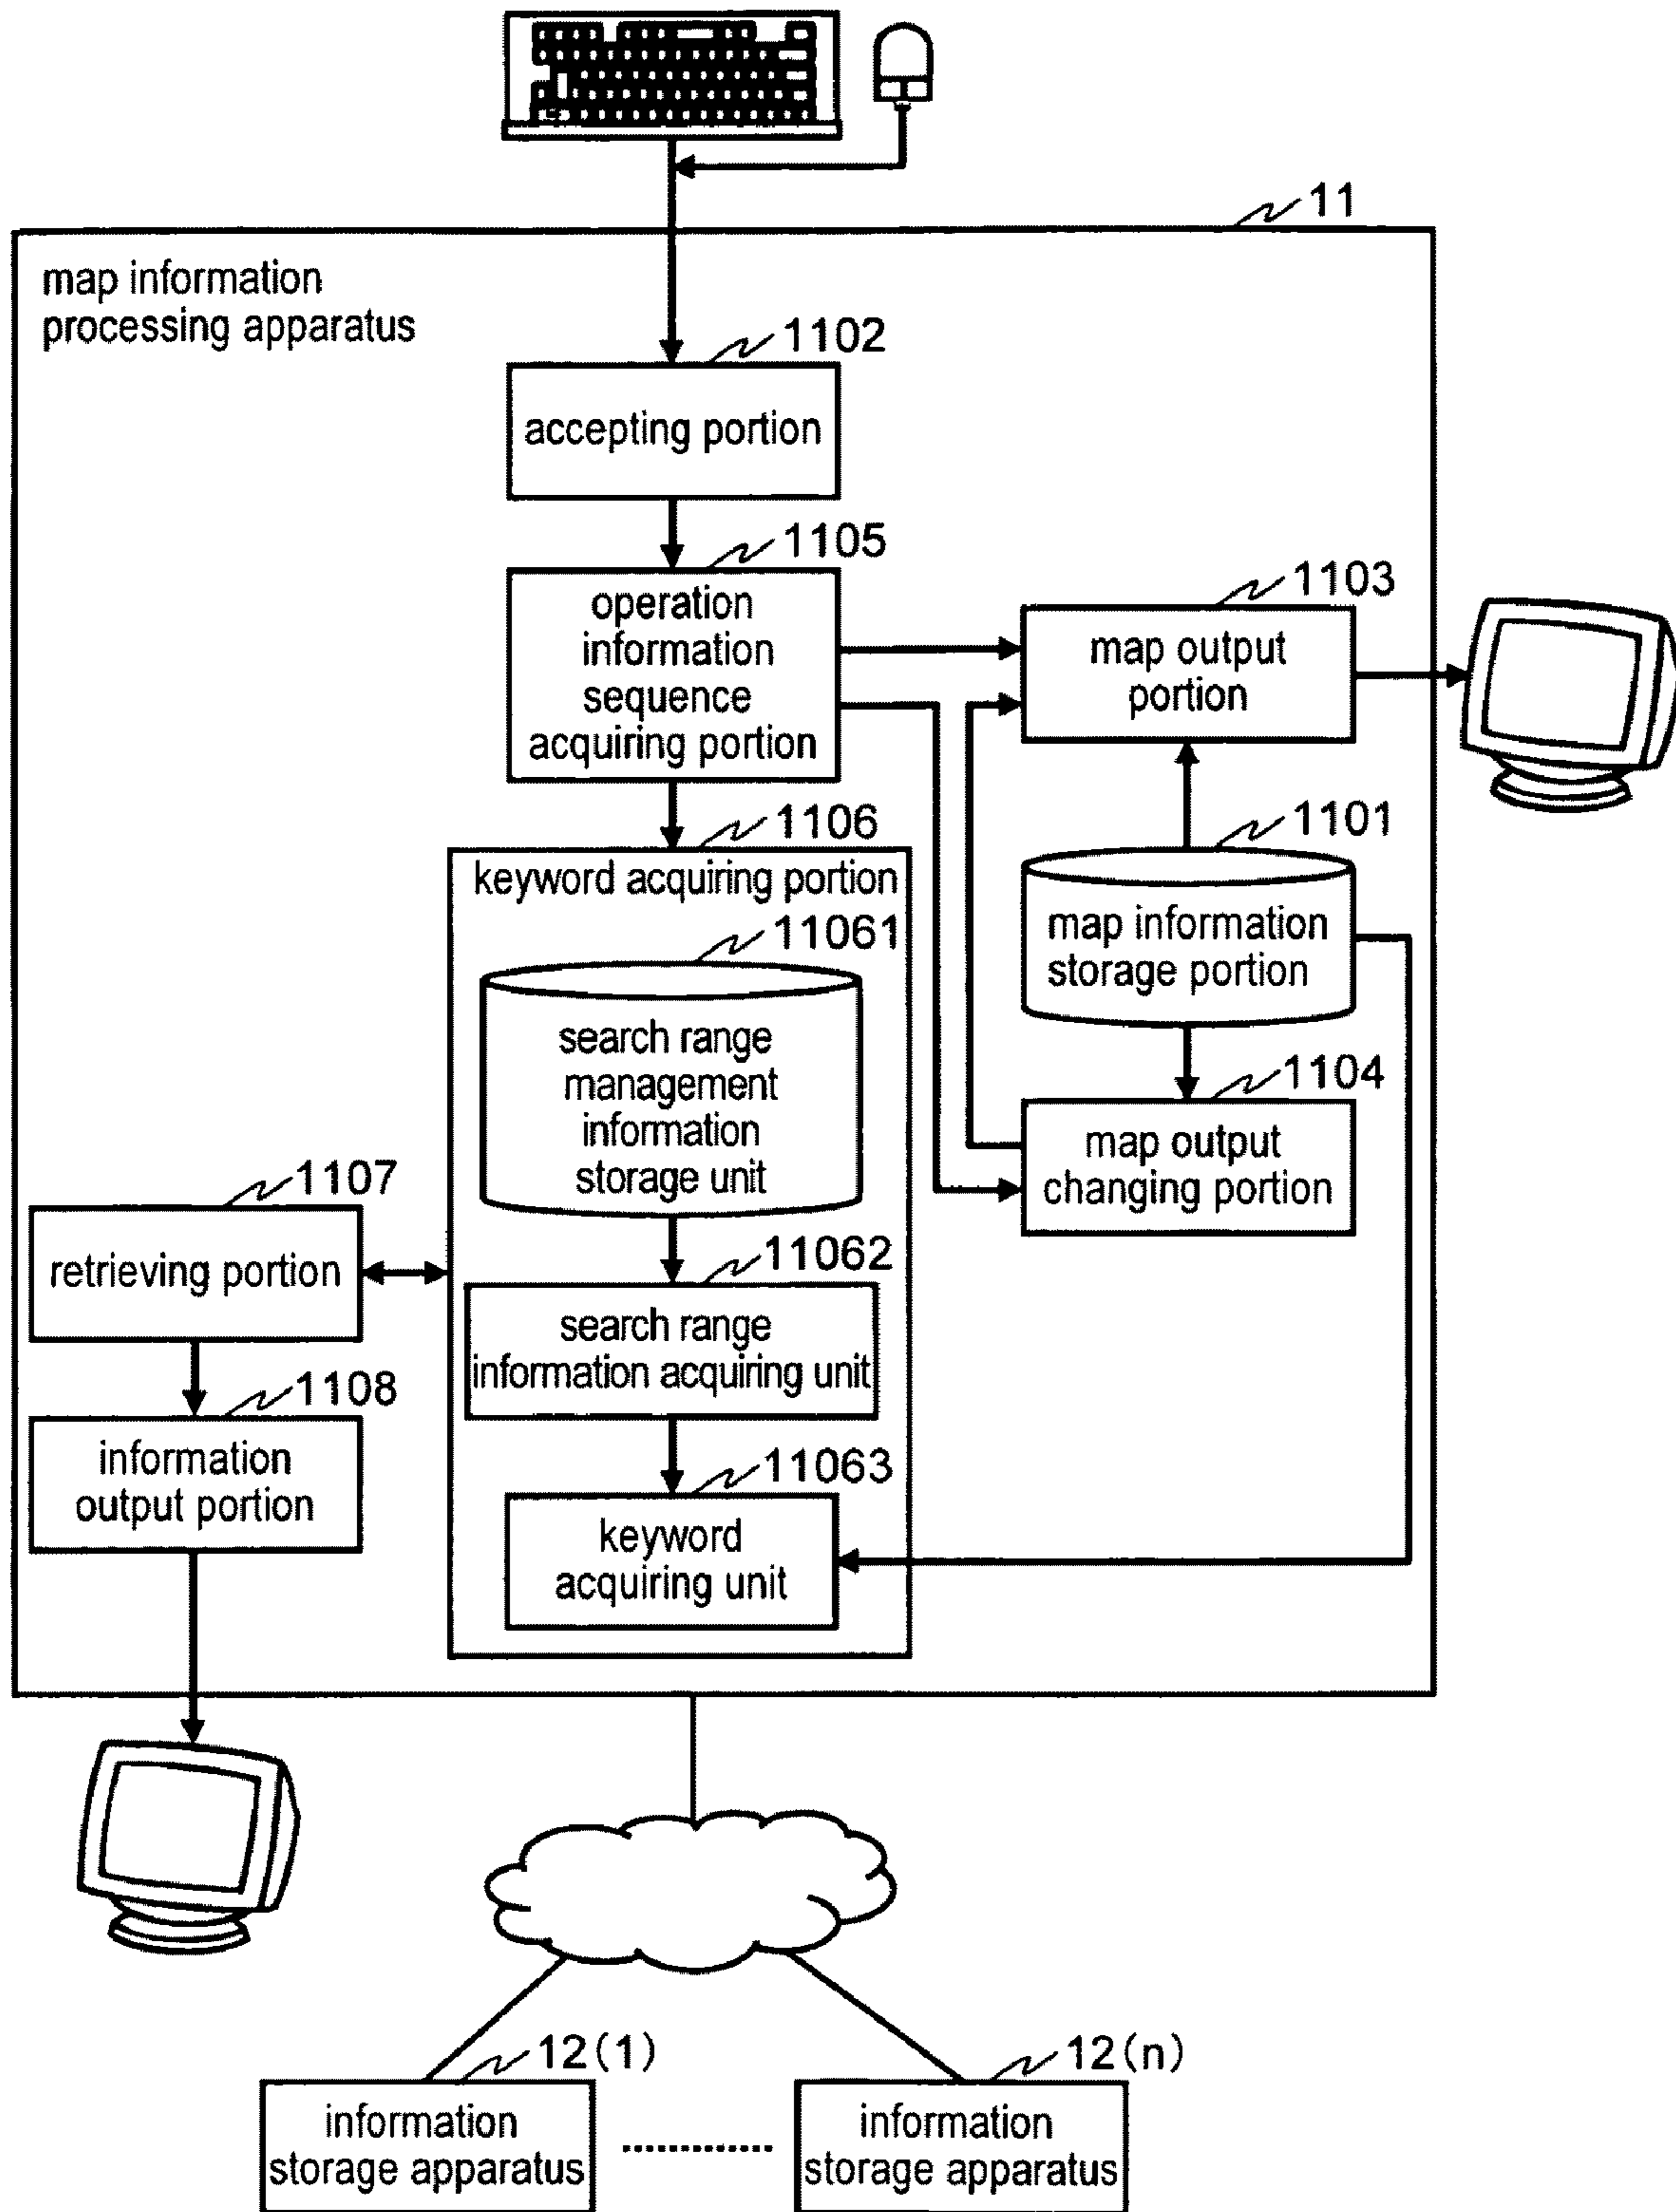 11
map information
processing apparatus
1102
accepting portion
1105
operation
information
sequence
acquiring portion
1103
map output
portion
1106
keyword acquiring portion
1101
map information
storage portion
11061
search range
management
information
storage unit
1104
map output
changing portion
1107
retrieving portion
11062
search range
information acquiring unit
1108
information
output portion
11063
keyword
acquiring unit
12(1)
information
storage apparatus
12(n)
information
storage apparatus